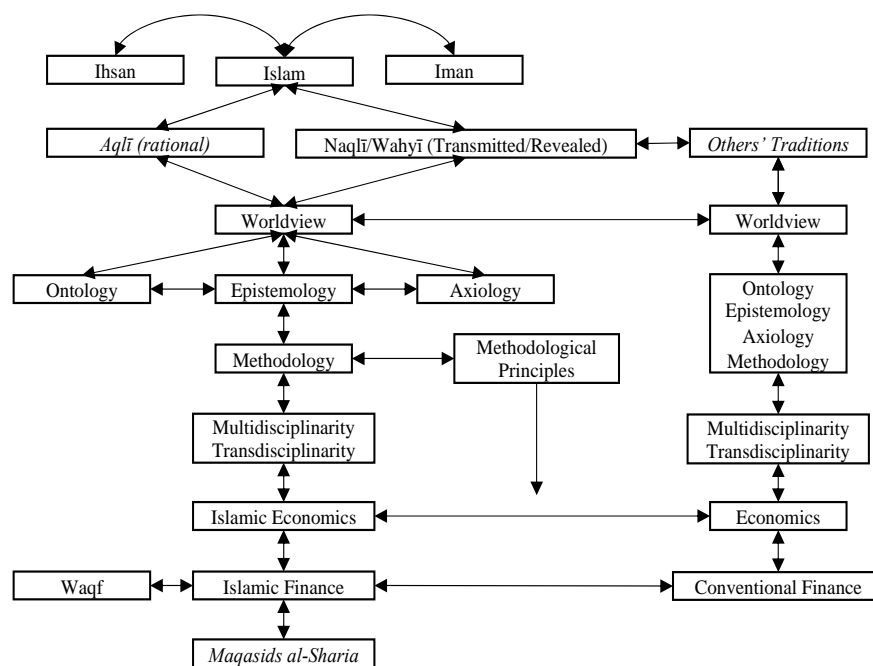 Ihsan
Islam
Iman
Aqlī (rational)
Naqlī/Wahyī (Transmitted/Revealed)
Others' Traditions
Worldview
Worldview
Ontology
Epistemology
Axiology
Ontology
Epistemology
Axiology
Methodology
Methodology
Methodological
Principles
Multidisciplinarity
Transdisciplinarity
Multidisciplinarity
Transdisciplinarity
Islamic Economics
Economics
Waqf
Islamic Finance
Conventional Finance
Maqasids al-Sharia